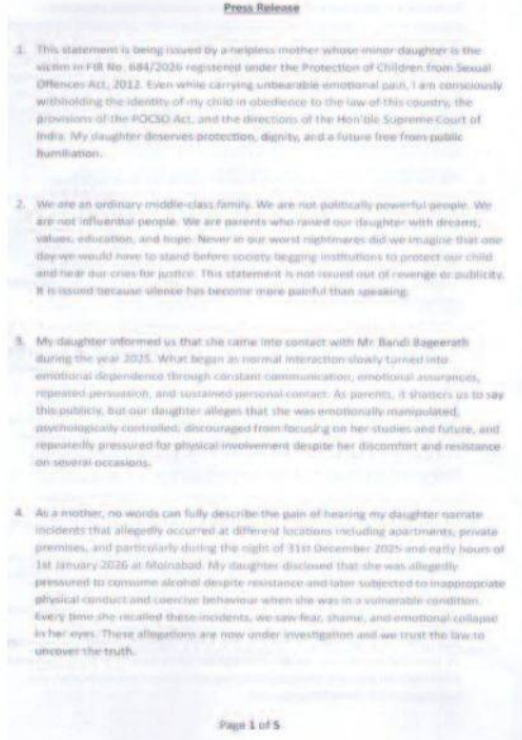 Press Release
1. This statement is being issued by a helpless mother whose minor daughter is the
victim in FIR No. 684/2026 registered under the Protection of Children from Sexual
Offences Act, 2012. Even while carrying unbearable emotional pain, I am consciously
withholding the identity of my child in obedience to the law of this country, the
provisions of the POCSO Act, and the directions of the Hon'ble Supreme Court of
India. My daughter deserves protection, dignity, and a future free from public
humiliation.
2. We are an ordinary middle-class family. We are not politically powerful people. We
are not influential people. We are parents who raised our daughter with dreams,
values, education, and hope. Never in our worst nightmares did we imagine that one
day we would have to stand before society begging institutions to protect our child
and hear our cries for justice. This statement is not issued out of revenge or publicity.
It is issued because silence has become more painful than speaking.
3. My daughter informed us that she came into contact with Mr. Bandi Bageerath
during the year 2025. What began as normal interaction slowly turned into
emotional dependence through constant communication, emotional assurances,
repeated persuasion, and sustained personal contact. As parents, it shatters us to say
this publicly, but our daughter alleges that she was emotionally manipulated,
psychologically controlled, discouraged from focusing on her studies and future, and
repeatedly pressured for physical involvement despite her discomfort and resistance
on several occasions.
4. As a mother, no words can fully describe the pain of hearing my daughter narrate
incidents that allegedly occurred at different locations including apartments, private
premises, and particularly during the night of 31st December 2025 and early hours of
1st January 2026 at Moinabad. My daughter disclosed that she was allegedly
pressured to consume alcohol despite resistance and later subjected to inappropriate
physical conduct and coercive behaviour when she was in a vulnerable condition.
Every time she recalled these incidents, we saw fear, shame, and emotional collapse
in her eyes. These allegations are now under investigation and we trust the law to
uncover the truth.
Page 1 of 5